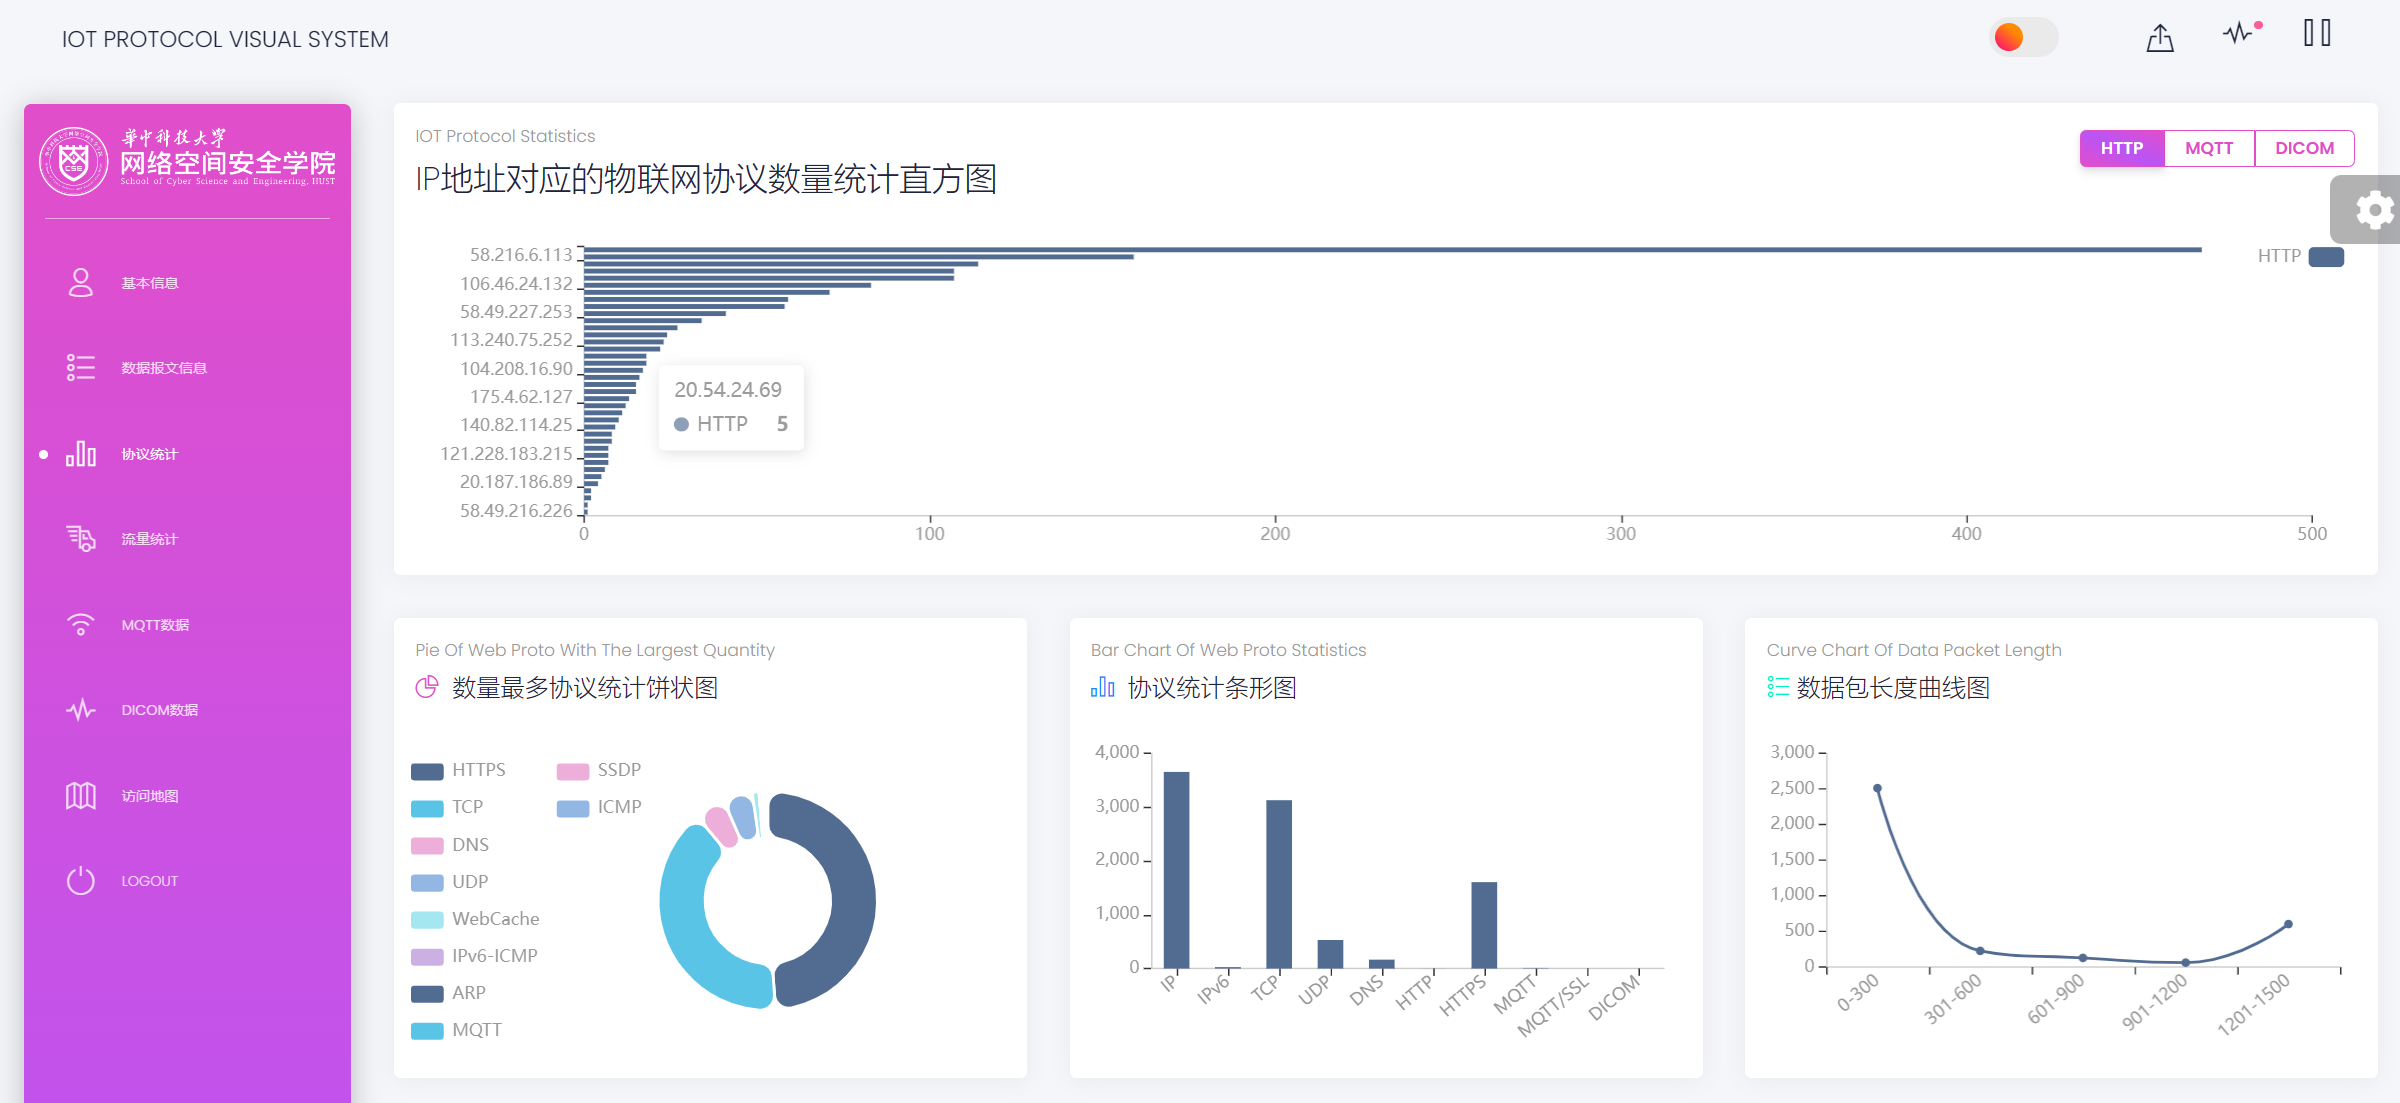 IOT PROTOCOL VISUAL SYSTEM
华中科技大学
网络空间安全学院
School of Cyber Science and Engineering, HUST
CSE
基本信息
数据报文信息
协议统计
流量统计
MQTT数据
DICOM数据
访问地图
LOGOUT
IOT Protocol Statistics
IP地址对应的物联网协议数量统计直方图
HTTP
MQTT
DICOM
58.216.6.113
106.46.24.132
58.49.227.253
113.240.75.252
104.208.16.90
175.4.62.127
140.82.114.25
121.228.183.215
20.187.186.89
58.49.216.226
0
100
200
300
400
500
HTTP
20.54.24.69
HTTP 5
Pie Of Web Proto With The Largest Quantity
数量最多协议统计饼状图
HTTPS
TCP
DNS
UDP
WebCache
IPv6-ICMP
ARP
MQTT
SSDP
ICMP
Bar Chart Of Web Proto Statistics
协议统计条形图
4,000
3,000
2,000
1,000
0
IP
IPv6
TCP
UDP
DNS
HTTP
HTTPS
MQTT
MQTT/SSL
DICOM
Curve Chart Of Data Packet Length
数据包长度曲线图
3,000
2,500
2,000
1,500
1,000
500
0
0-300
301-600
601-900
901-1200
1201-1500